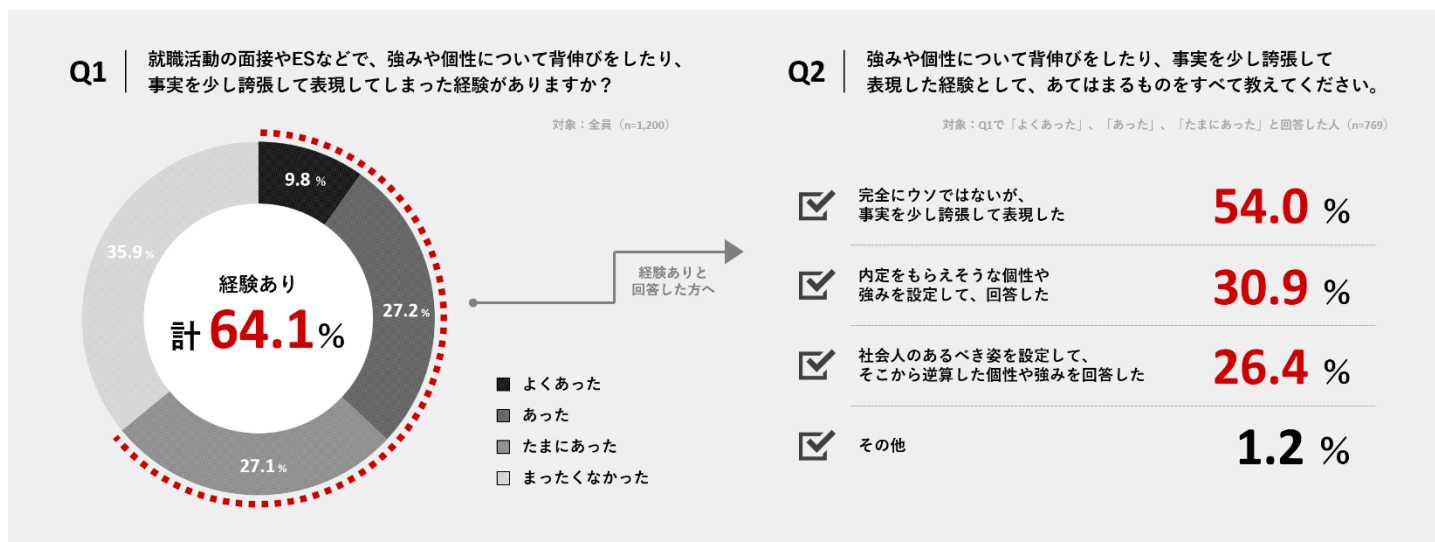 Q1
就職活動の面接やESなどで、強みや個性について背伸びをしたり、
事実を少し誇張して表現してしまった経験がありますか？
対象：全員（n=1,200）
9.8 %
35.9 %
27.2 %
27.1 %
経験あり
計 64.1%
よくあった
あった
たまにあった
まったくなかった
経験ありと
回答した方へ
Q2
強みや個性について背伸びをしたり、事実を少し誇張して
表現した経験として、あてはまるものをすべて教えてください。
対象：Q1で「よくあった」、「あった」、「たまにあった」と回答した人（n=769）
完全にウソではないが、
事実を少し誇張して表現した
54.0 %
内定をもらえそうな個性や
強みを設定して、回答した
30.9 %
社会人のあるべき姿を設定して、
そこから逆算した個性や強みを回答した
26.4 %
その他
1.2 %